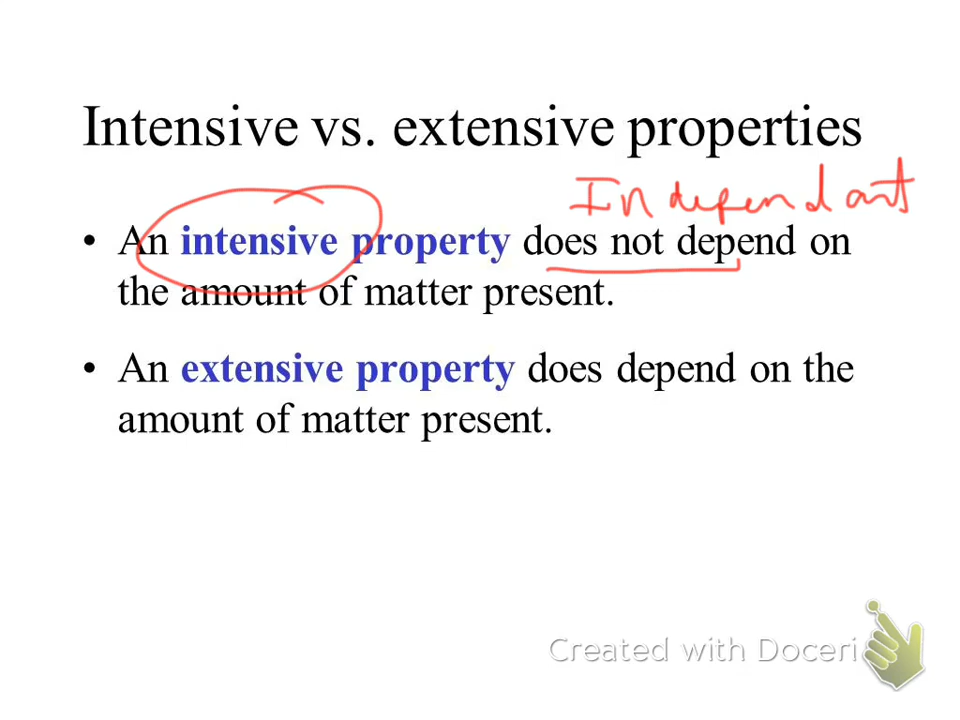 Intensive vs. extensive properties
Independant
• An intensive property does not depend on
the amount of matter present.
• An extensive property does depend on the
amount of matter present.
Created with Doceri